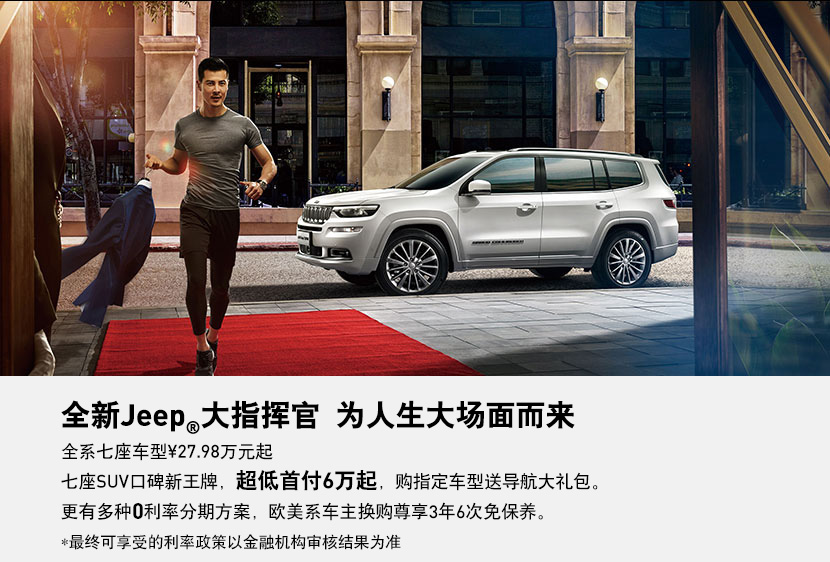 全新Jeep®大指挥官 为人生大场面而来
全系七座车型¥27.98万元起
七座SUV口碑新王牌，超低首付6万起，购指定车型送导航大礼包。
更有多种0利率分期方案，欧美系车主换购尊享3年6次免保养。
*最终可享受的利率政策以金融机构审核结果为准